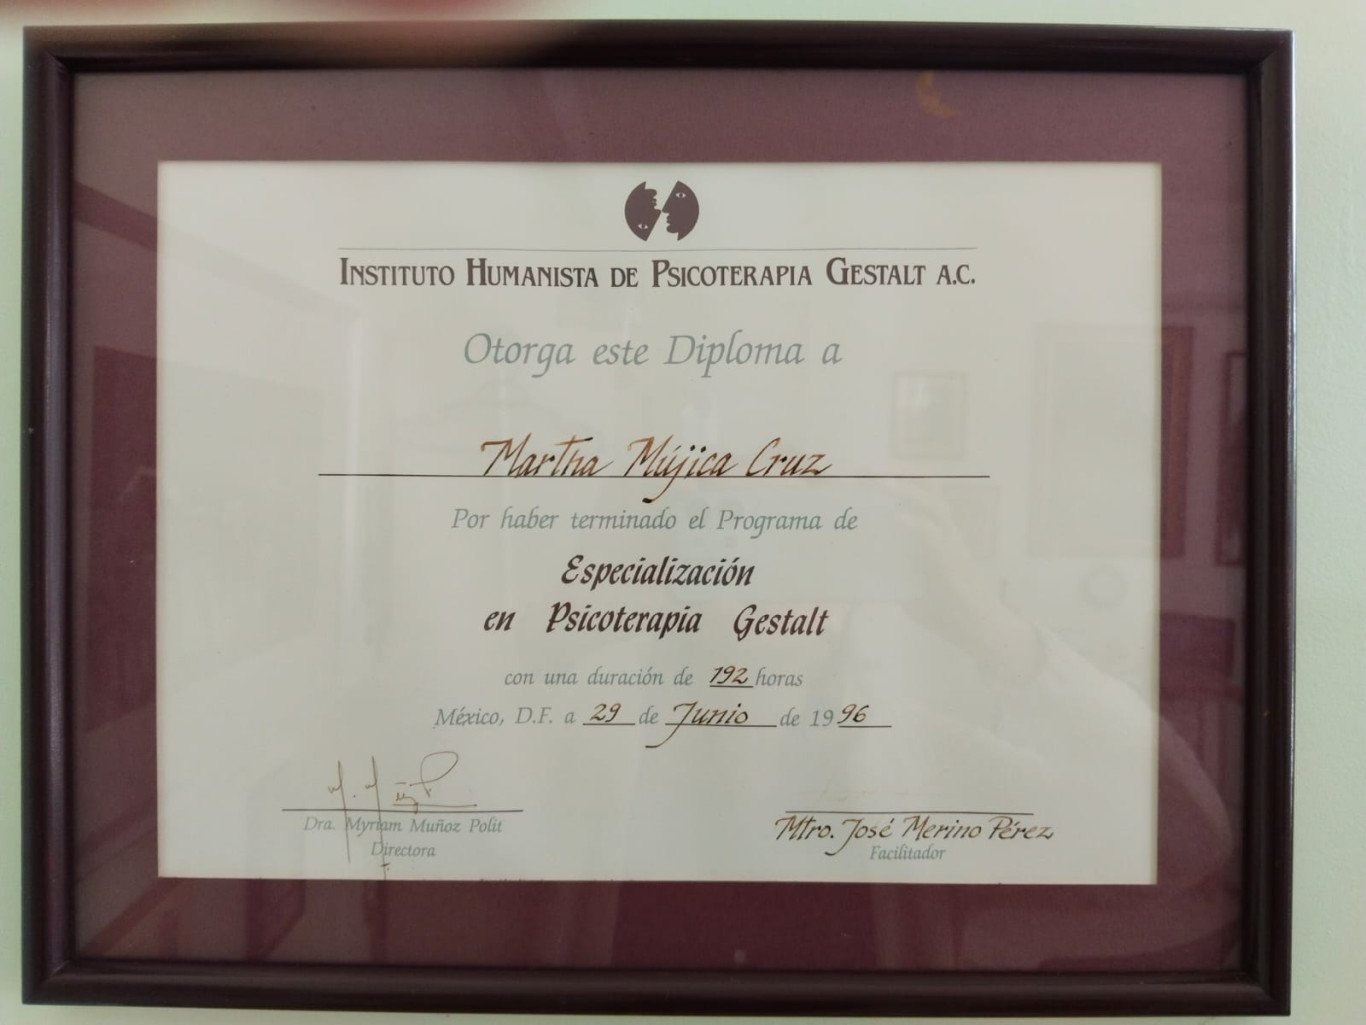 INSTITUTO HUMANISTA DE PSICOTERAPIA GESTALT A.C.
Otorga este Diploma a
Martha Mújica Cruz
Por haber terminado el Programa de
Especialización
en Psicoterapia Gestalt
con una duración de 192 horas
México, D.F. a 29 de Junio de 1996
Dra. Myriam Muñoz Polit
Directora
Mtro. José Merino Pérez
Facilitador